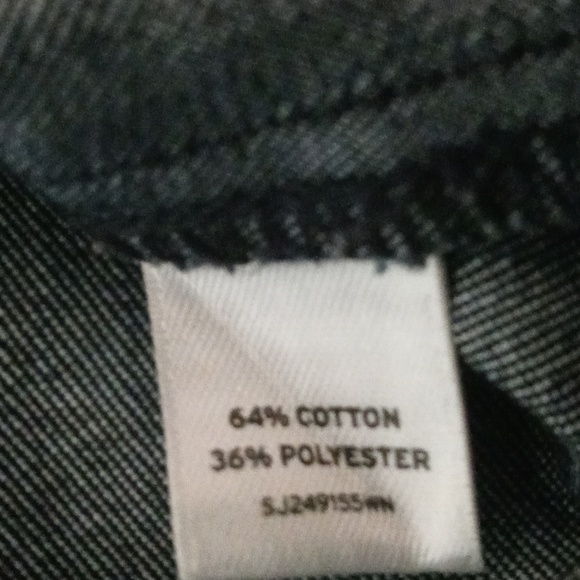 64% COTTON
36% POLYESTER
SJ249155WN